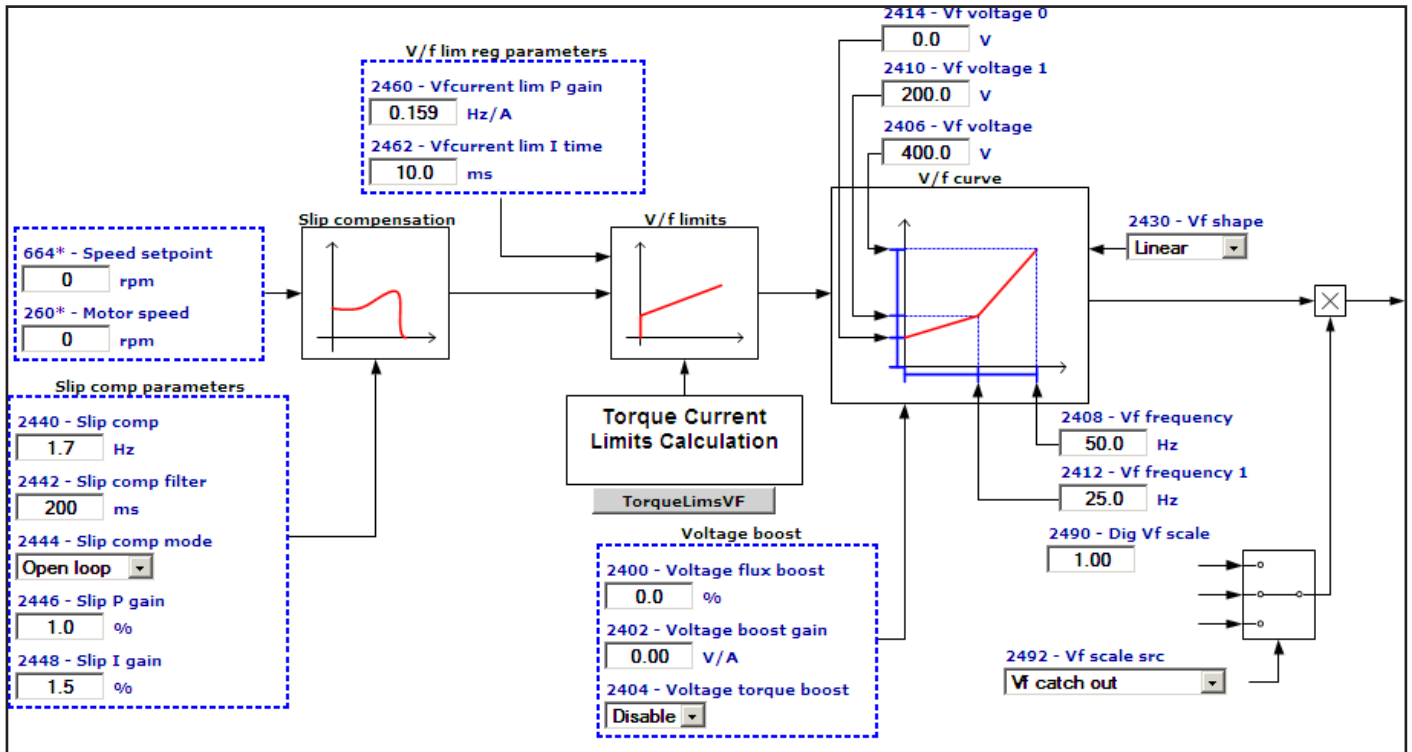 2414 - Vf voltage 0
0.0 V
V/f lim reg parameters
2410 - Vf voltage 1
2460 - Vfcurrent lim P gain
200.0 V
0.159 Hz/A
2406 - Vf voltage
2462 - Vfcurrent lim I time
400.0 V
10.0 ms
V/f curve
Slip compensation
V/f limits
2430 - Vf shape
Linear
664* - Speed setpoint
0 rpm
260* - Motor speed
0 rpm
Slip comp parameters
2440 - Slip comp
1.7 Hz
Torque Current
Limits Calculation
2408 - Vf frequency
50.0 Hz
2442 - Slip comp filter
200 ms
2412 - Vf frequency 1
25.0 Hz
TorqueLimsVF
2444 - Slip comp mode
Open loop
Voltage boost
2490 - Dig Vf scale
1.00
2400 - Voltage flux boost
0.0 %
2446 - Slip P gain
1.0 %
2402 - Voltage boost gain
0.00 V/A
2448 - Slip I gain
1.5 %
2492 - Vf scale src
Vf catch out
2404 - Voltage torque boost
Disable